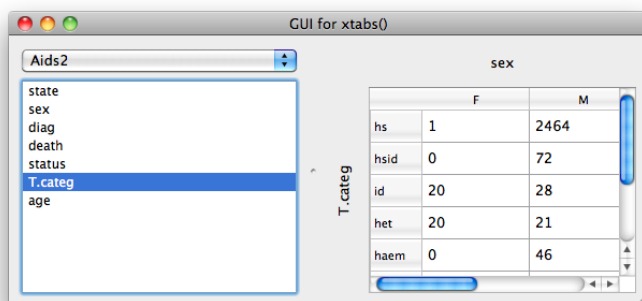 GUI for xtabs()
Aids2
state
sex
diag
death
status
T.categ
age
sex
T.categ
F M
hs 1 2464
hsid 0 72
id 20 28
het 20 21
haem 0 46